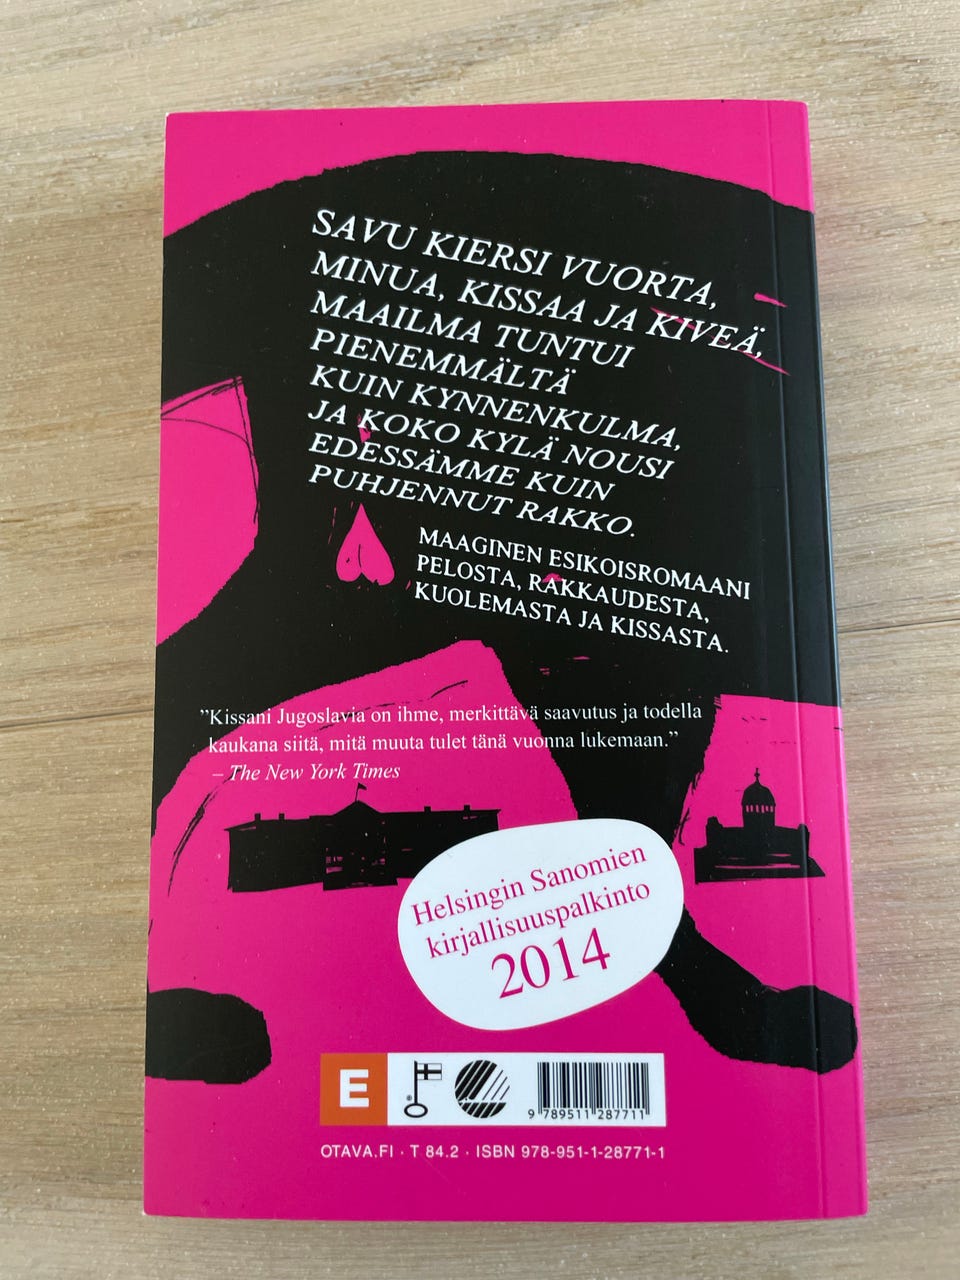 SAVU KIERSI VUORTA,
MINUA, KISSAA JA KIVEÄ,
MAAILMA TUNTUI
PIENEMMÄLTÄ
KUIN KYNNENKULMA,
JA KOKO KYLÄ NOUSI
EDESSÄMME KUIN
PUHJENNUT RAKKO.
MAAGINEN ESIKOISROMAANI
PELOSTA, RAKKAUDESTA,
KUOLEMASTA JA KISSASTA.
”Kissani Jugoslavia on ihme, merkittävä saavutus ja todella
kaukana siitä, mitä muuta tulet tänä vuonna lukemaan.”
– The New York Times
Helsingin Sanomien
kirjallisuuspalkinto
2014
E
®
9 789511 287711
OTAVA.FI · T 84.2 · ISBN 978-951-1-28771-1